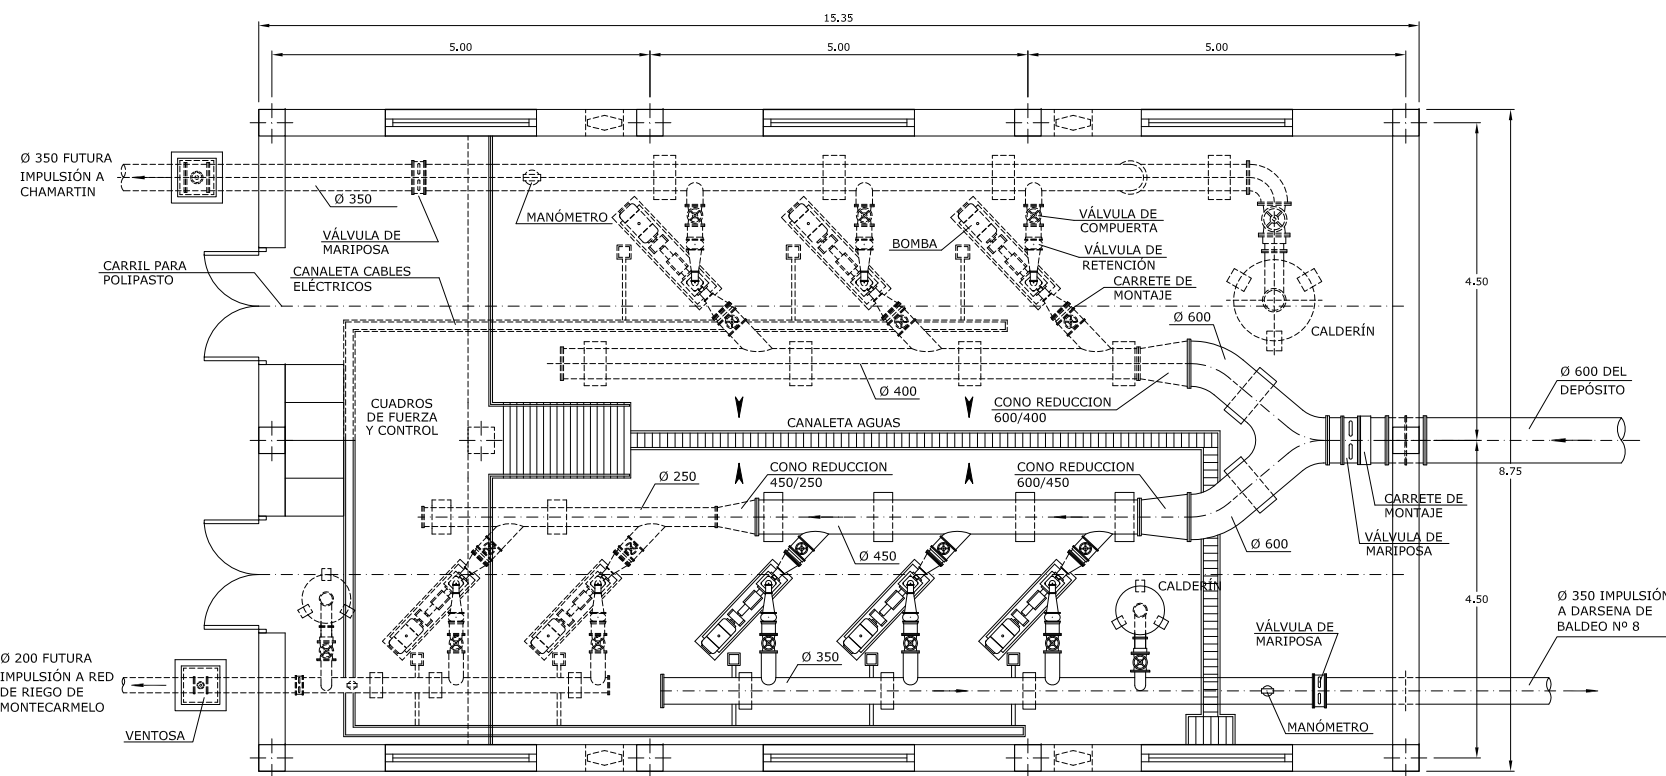 15.35
5.00
5.00
5.00
Ø 350 FUTURA
IMPULSIÓN A
CHAMARTIN
Ø 350
MANÓMETRO
VÁLVULA DE
MARIPOSA
VÁLVULA DE
COMPUERTA
BOMBA
VÁLVULA DE
RETENCIÓN
CARRIL PARA
POLIPASTO
CANALETA CABLES
ELÉCTRICOS
CARRETE DE
MONTAJE
4.50
Ø 600
CALDERÍN
Ø 600 DEL
DEPÓSITO
Ø 400
CONO REDUCCION
600/400
CUADROS
DE FUERZA
Y CONTROL
CANALETA AGUAS
8.75
CONO REDUCCION
450/250
CONO REDUCCION
600/450
Ø 250
CARRETE DE
MONTAJE
VÁLVULA DE
MARIPOSA
Ø 600
Ø 450
CALDERÍN
4.50
Ø 350 IMPULSIÓN
A DARSENA DE
BALDEO Nº 8
VÁLVULA DE
MARIPOSA
Ø 350
Ø 200 FUTURA
IMPULSIÓN A RED
DE RIEGO DE
MONTECARMELO
VENTOSA
MANÓMETRO